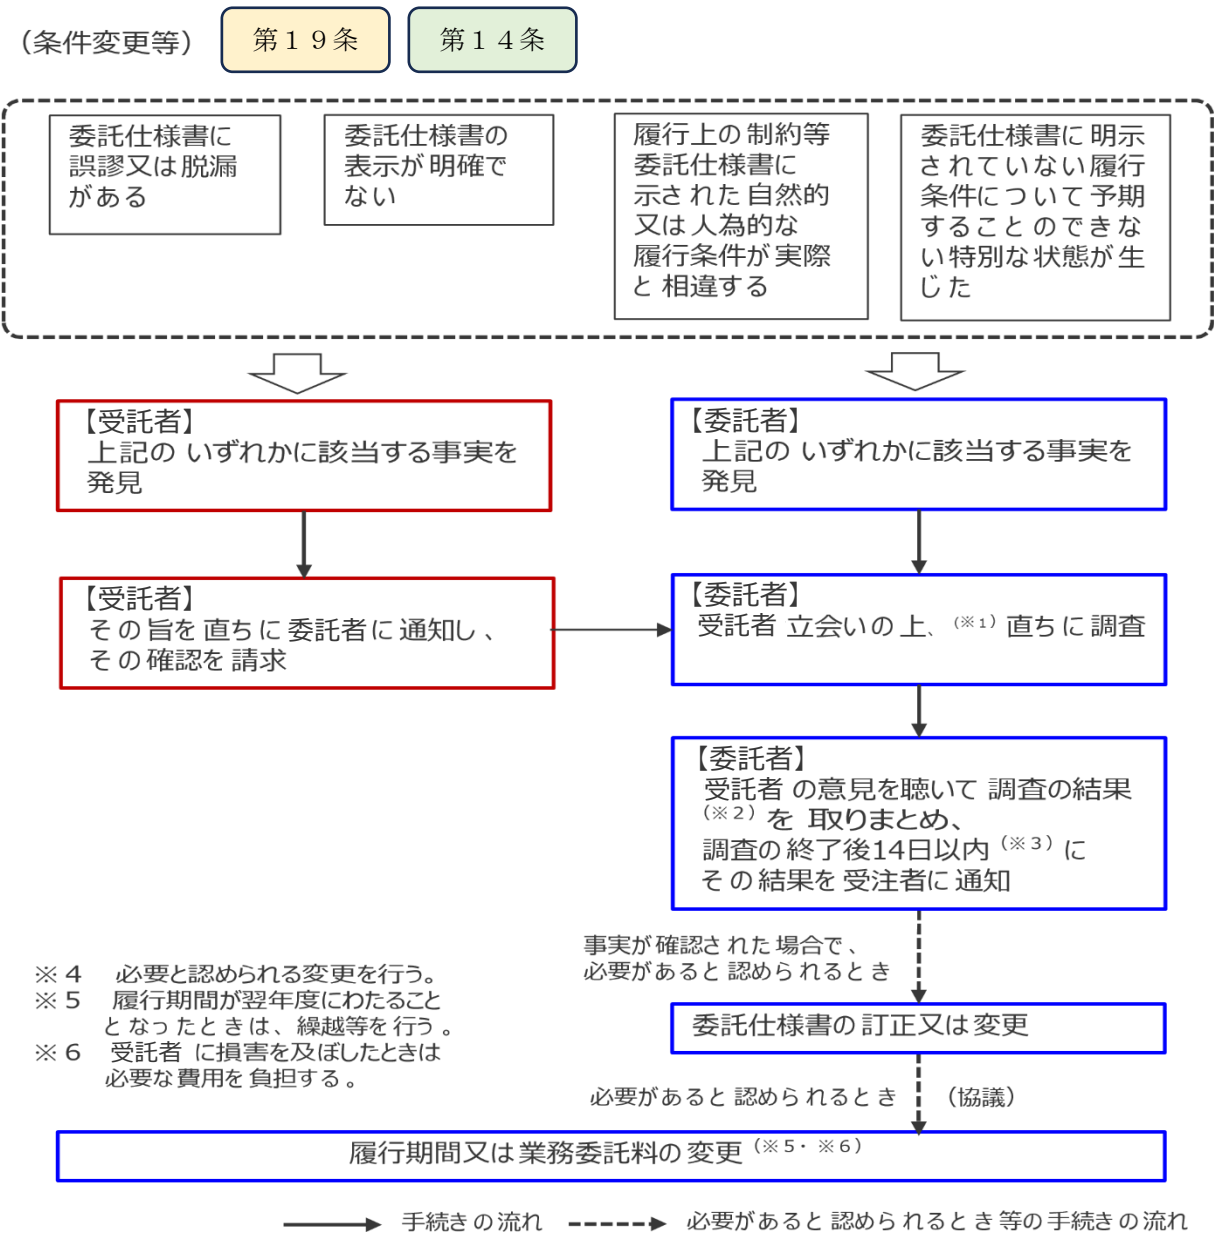 （条件変更等）
第１９条
第１４条
委託仕様書に
誤謬又は脱漏
がある
委託仕様書の
表示が明確で
ない
履行上の制約等
委託仕様書に
示された自然的
又は人為的な
履行条件が実際
と相違する
委託仕様書に明示
されていない履行
条件について予期
することのできな
い特別な状態が生
じた
【受託者】
上記のいずれかに該当する事実を
発見
【委託者】
上記のいずれかに該当する事実を
発見
【受託者】
その旨を直ちに委託者に通知し、
その確認を請求
【委託者】
受託者立会いの上、（※１）直ちに調査
【委託者】
受託者の意見を聴いて調査の結果
（※２）を取りまとめ、
調査の終了後14日以内（※３）に
その結果を受注者に通知
事実が確認された場合で、
必要があると認められるとき
※４　必要と認められる変更を行う。
※５　履行期間が翌年度にわたること
となったときは、繰越等を行う。
※６　受託者に損害を及ぼしたときは
必要な費用を負担する。
委託仕様書の訂正又は変更
必要があると認められるとき　（協議）
履行期間又は業務委託料の変更（※５・※６）
手続きの流れ　必要があると認められるとき等の手続きの流れ